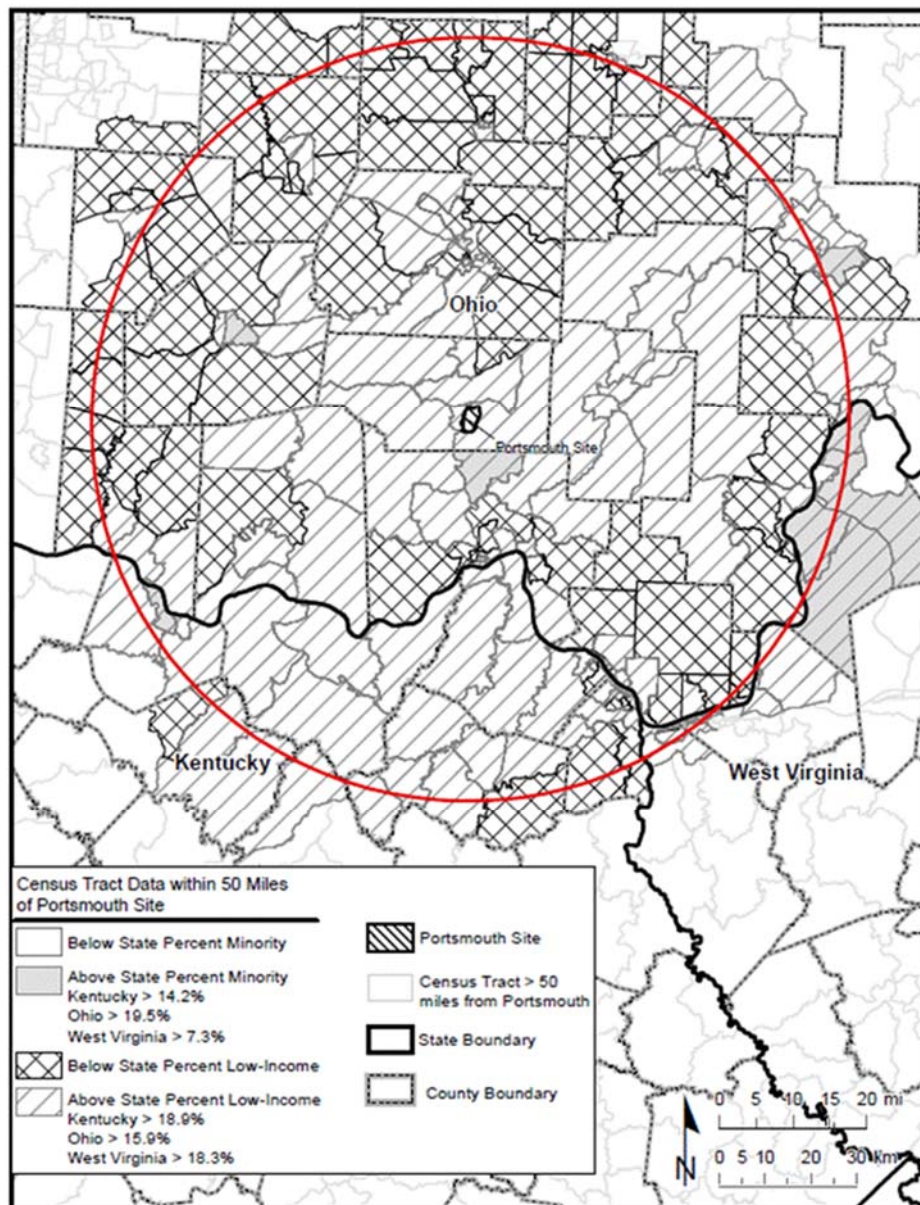 Ohio
Portsmouth Site
Kentucky
West Virginia
Census Tract Data within 50 Miles
of Portsmouth Site
Below State Percent Minority
Above State Percent Minority
Kentucky > 14.2%
Ohio > 19.5%
West Virginia > 7.3%
Below State Percent Low-Income
Above State Percent Low-Income
Kentucky > 18.9%
Ohio > 15.9%
West Virginia > 18.3%
Portsmouth Site
Census Tract > 50
miles from Portsmouth
State Boundary
County Boundary
N
0 5 10 15 20 mi
0 5 10 20 30 km